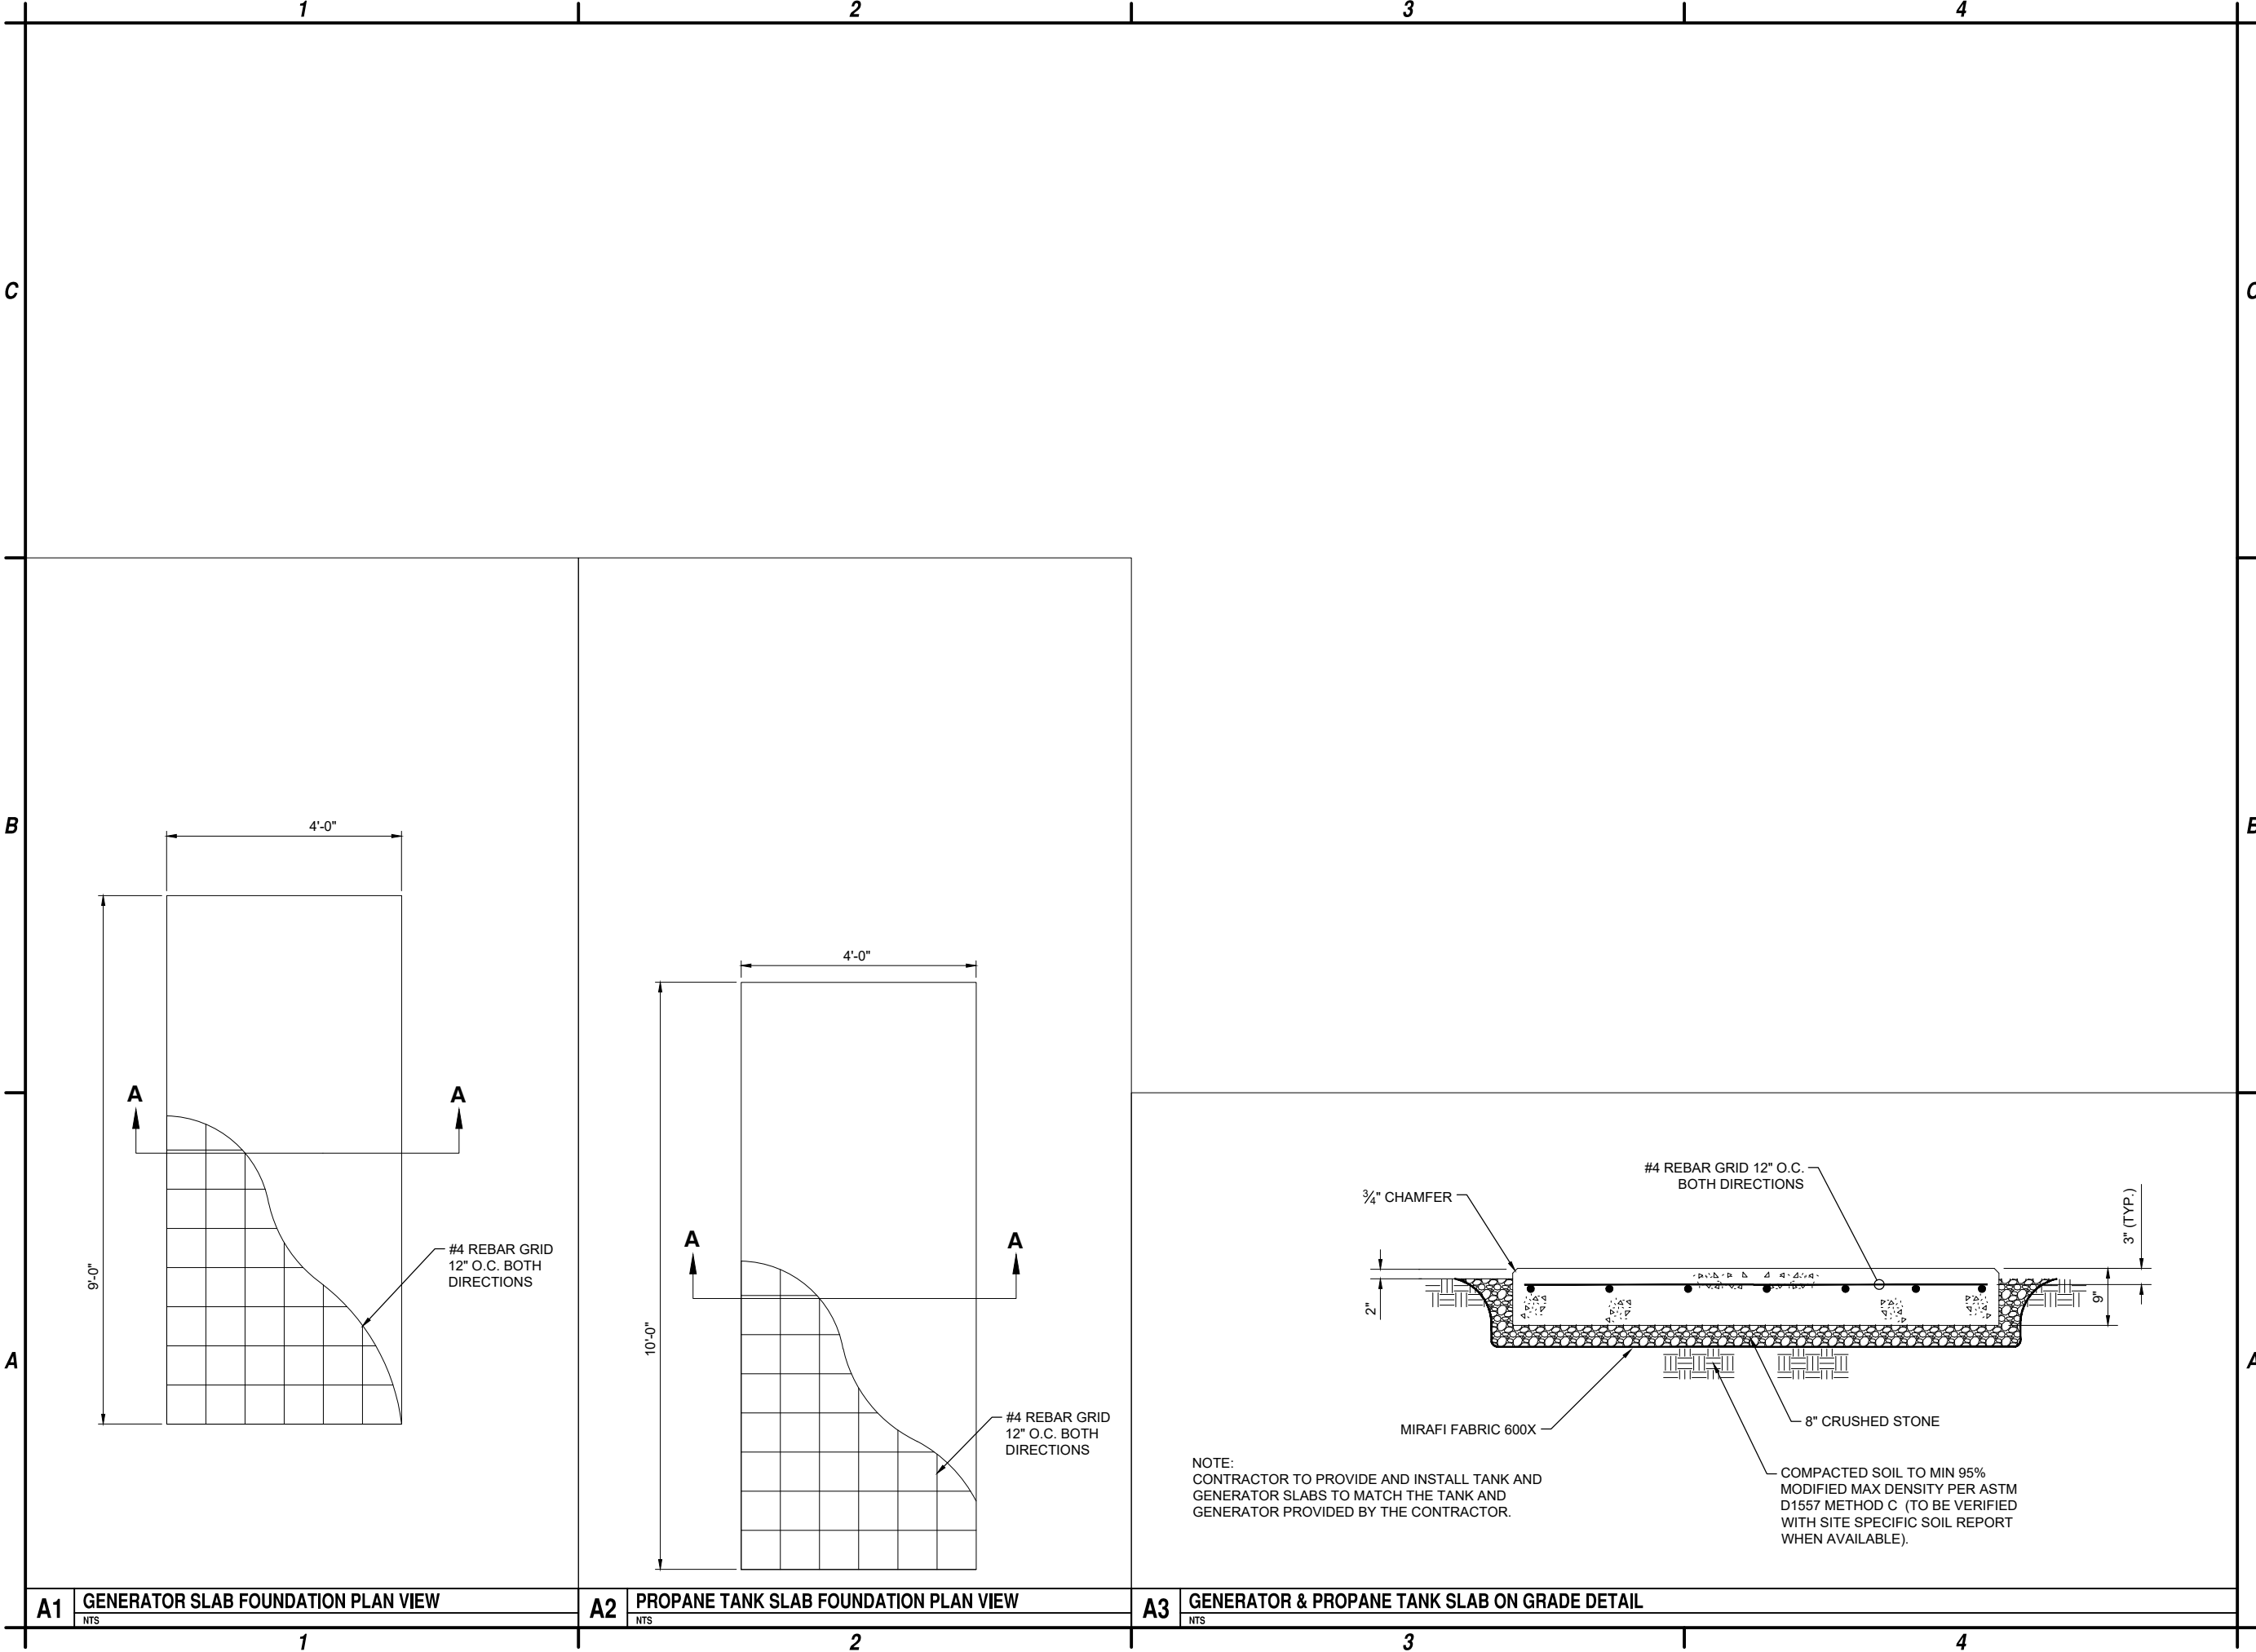 1
2
3
4
C
C
B
B
A
A
4'-0"
9'-0"
A
A
#4 REBAR GRID
12" O.C. BOTH
DIRECTIONS
4'-0"
10'-0"
A
A
#4 REBAR GRID
12" O.C. BOTH
DIRECTIONS
#4 REBAR GRID 12" O.C.
BOTH DIRECTIONS
3/4" CHAMFER
3" (TYP.)
2"
9"
MIRAFI FABRIC 600X
8" CRUSHED STONE
NOTE:
CONTRACTOR TO PROVIDE AND INSTALL TANK AND
GENERATOR SLABS TO MATCH THE TANK AND
GENERATOR PROVIDED BY THE CONTRACTOR.
COMPACTED SOIL TO MIN 95%
MODIFIED MAX DENSITY PER ASTM
D1557 METHOD C (TO BE VERIFIED
WITH SITE SPECIFIC SOIL REPORT
WHEN AVAILABLE).
A1 GENERATOR SLAB FOUNDATION PLAN VIEW
NTS
A2 PROPANE TANK SLAB FOUNDATION PLAN VIEW
NTS
A3 GENERATOR & PROPANE TANK SLAB ON GRADE DETAIL
NTS
1
2
3
4